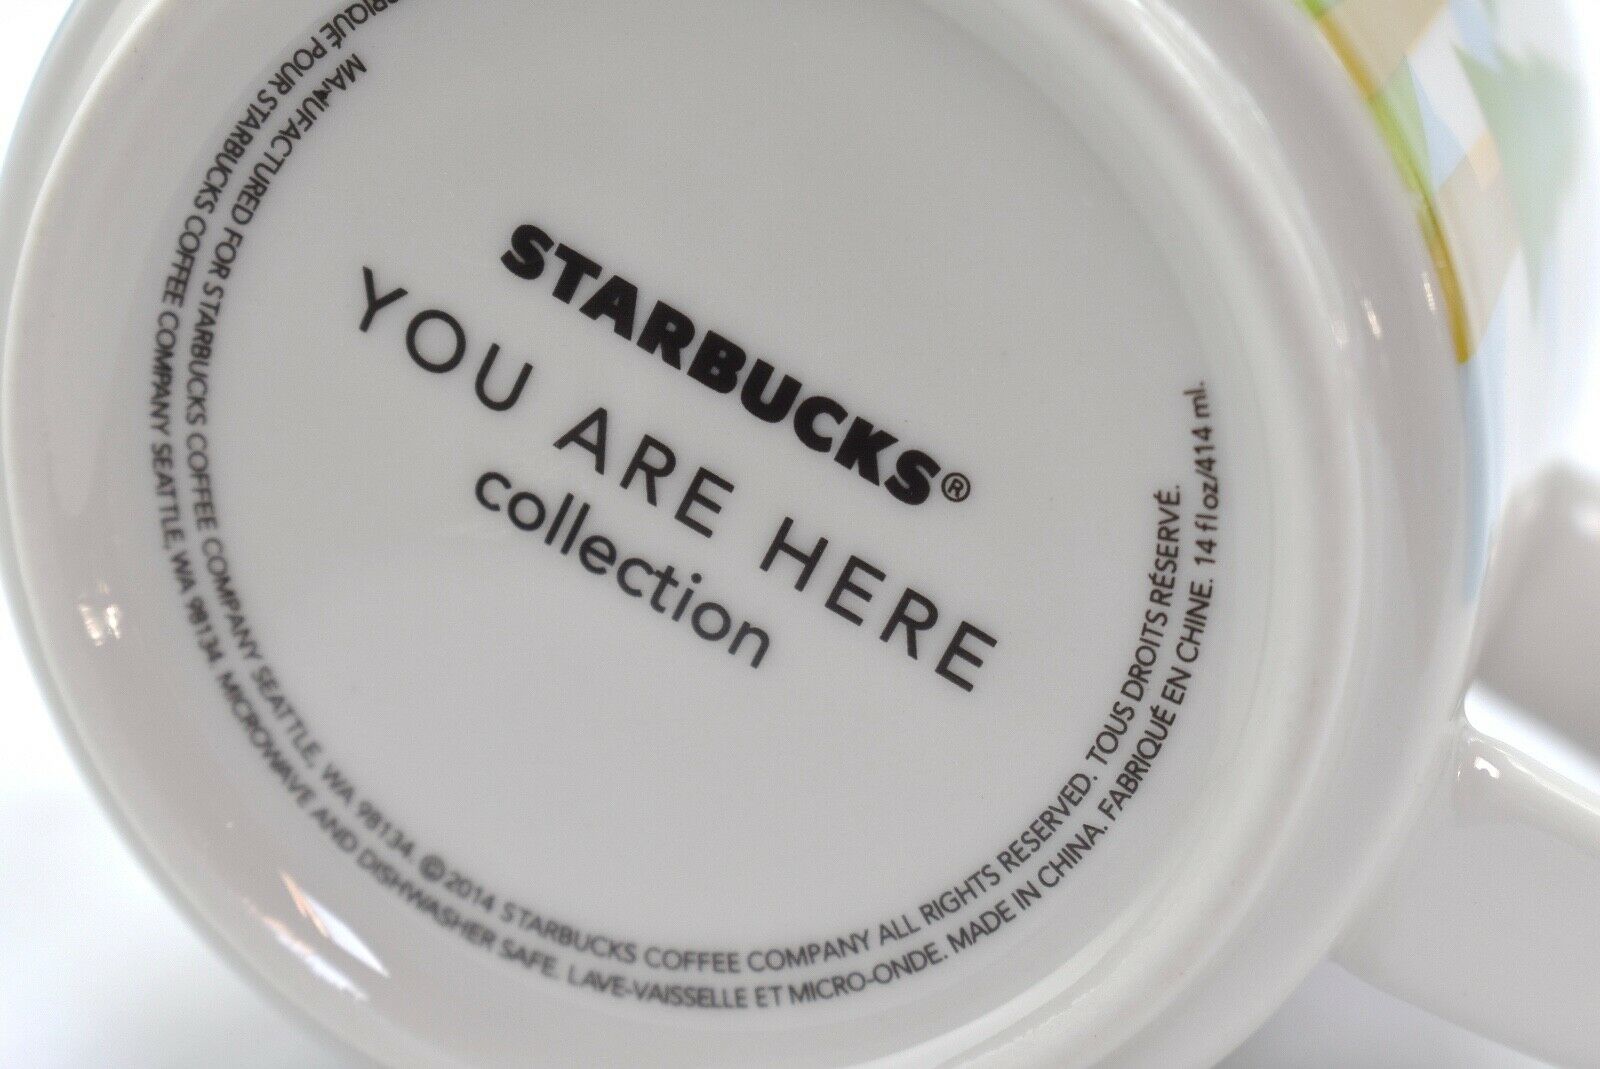 STARBUCKS®
YOU ARE HERE
collection
MANUFACTURED FOR STARBUCKS COFFEE COMPANY SEATTLE, WA 98134. ©2014 STARBUCKS COFFEE COMPANY ALL RIGHTS RESERVED. TOUS DROITS RÉSERVÉ.
POUR STARBUCKS COFFEE COMPANY SEATTLE, WA 98134. MICROWAVE AND DISHWASHER SAFE. LAVE-VAISSELLE ET MICRO-ONDE. MADE IN CHINA. FABRIQUÉ EN CHINE. 14 fl oz/414 ml.